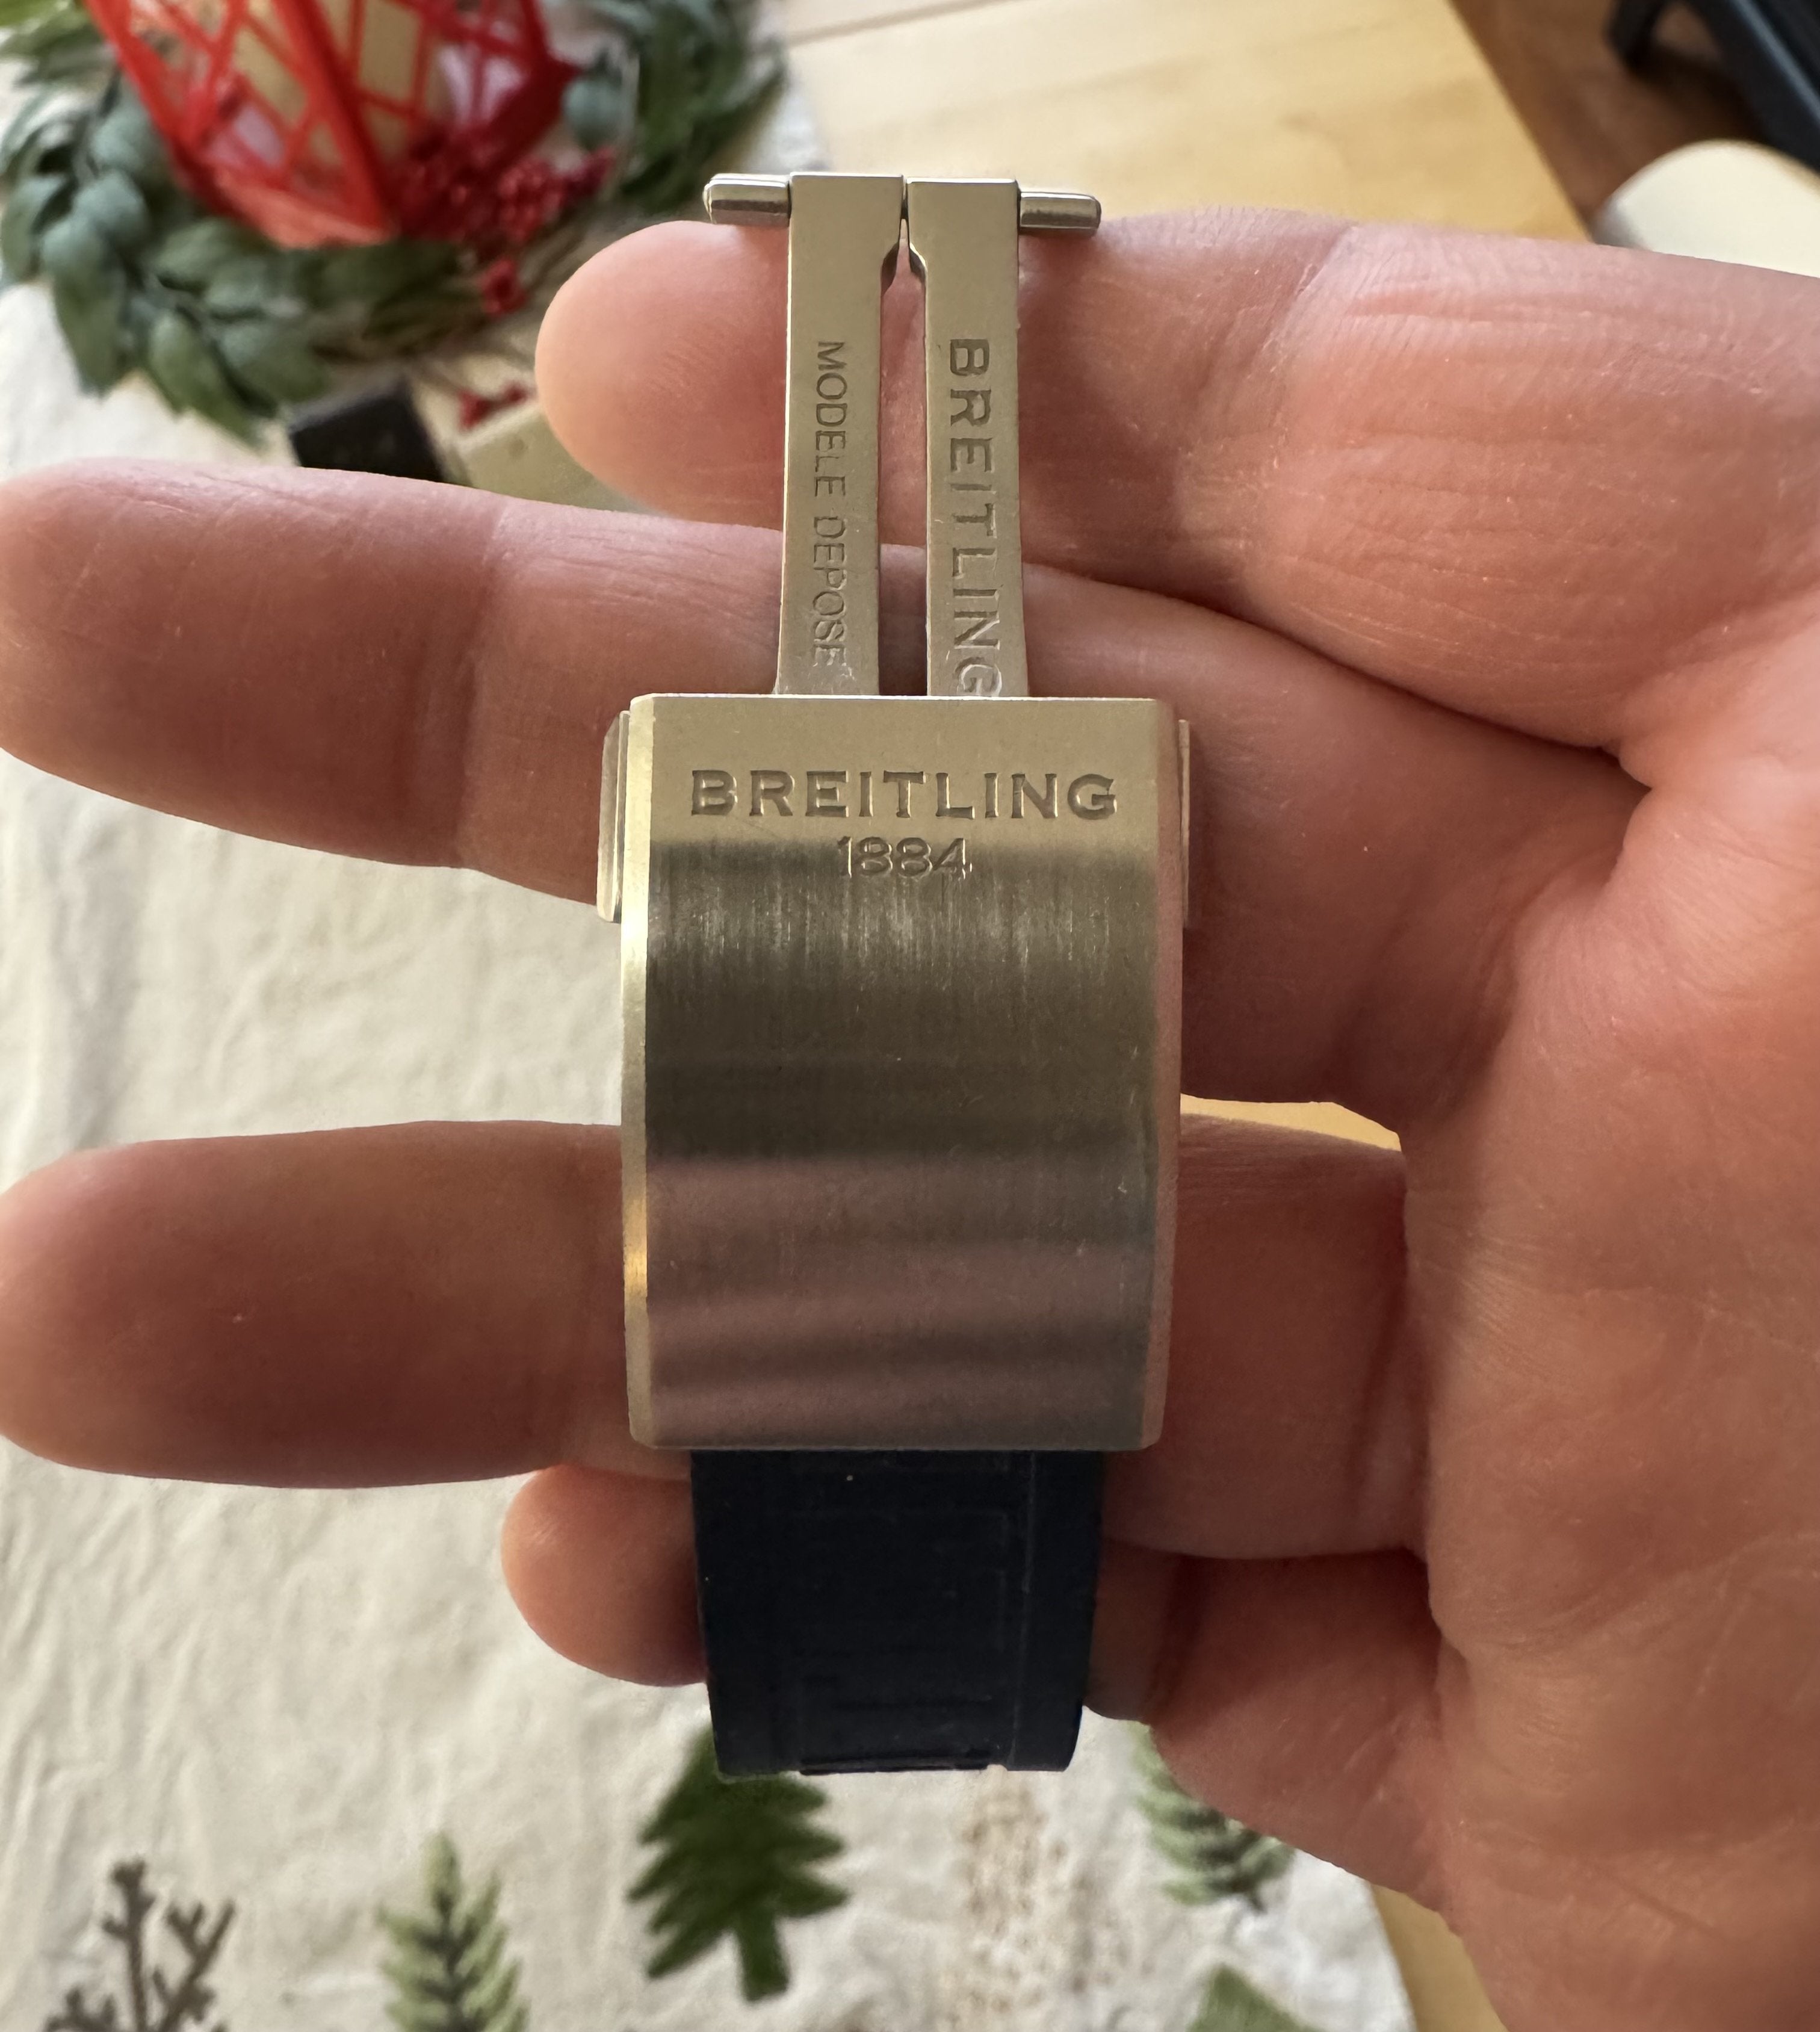 MODELE DEPOSE
BREITLING
BREITLING
1884